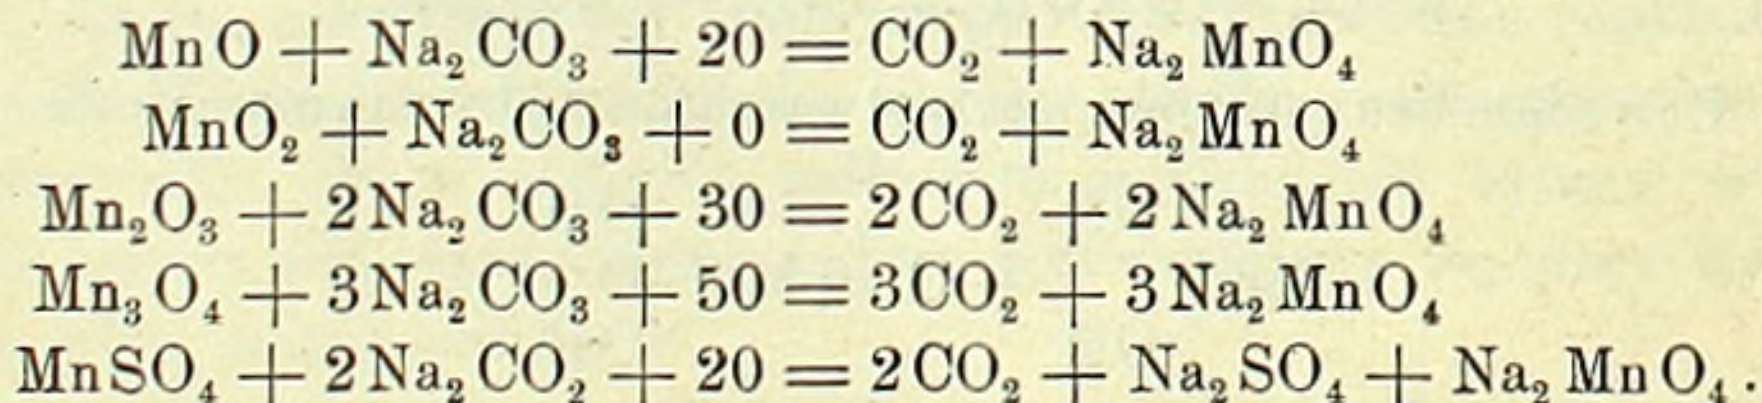 MnO + Na₂CO₃ + 2O = CO₂ + Na₂MnO₄
MnO₂ + Na₂CO₃ + O = CO₂ + Na₂MnO₄
Mn₂O₃ + 2Na₂CO₃ + 3O = 2CO₂ + 2Na₂MnO₄
Mn₃O₄ + 3Na₂CO₃ + 5O = 3CO₂ + 3Na₂MnO₄
MnSO₄ + 2Na₂CO₂ + 2O = 2CO₂ + Na₂SO₄ + Na₂MnO₄.